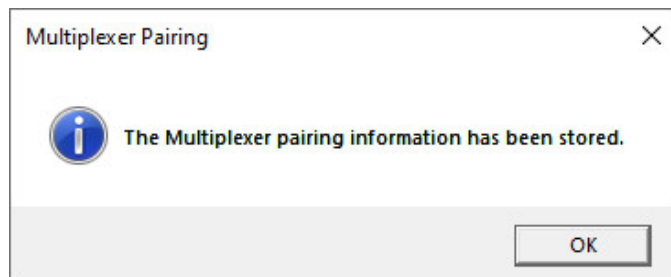 Multiplexer Pairing
The Multiplexer pairing information has been stored.
OK